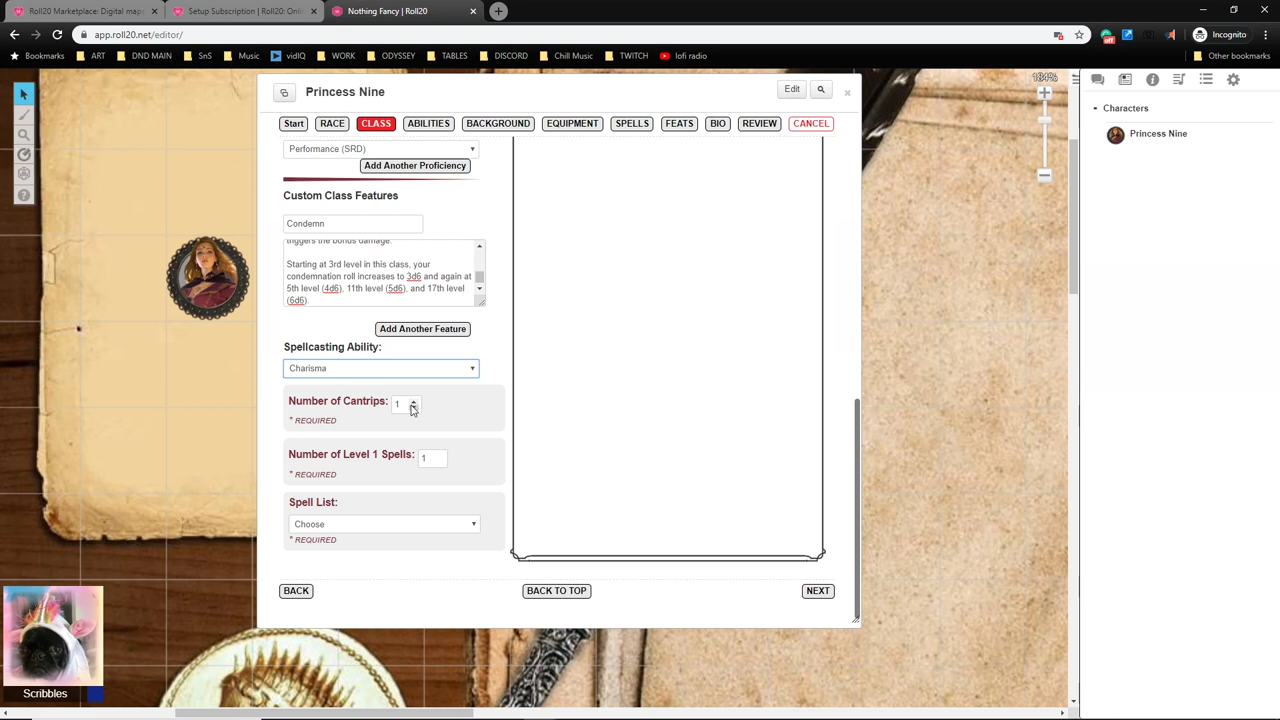 Roll20 Marketplace: Digital map
Setup Subscription | Roll20: Onl
Nothing Fancy | Roll20
app.roll20.net/editor/
Incognito
Bookmarks
ART
DND MAIN
SnS
Music
vidIQ
WORK
ODYSSEY
TABLES
DISCORD
Chill Music
TWITCH
lofi radio
Other bookmarks
off
184%
Princess Nine
Edit
Start
RACE
CLASS
ABILITIES
BACKGROUND
EQUIPMENT
SPELLS
FEATS
BIO
REVIEW
CANCEL
Performance (SRD)
Add Another Proficiency
Custom Class Features
Condemn
triggers the bonus damage.
Starting at 3rd level in this class, your
condemnation roll increases to 3d6 and again at
5th level (4d6), 11th level (5d6), and 17th level
(6d6).
Add Another Feature
Spellcasting Ability:
Charisma
Number of Cantrips: 1
* REQUIRED
Number of Level 1 Spells: 1
* REQUIRED
Spell List:
Choose
* REQUIRED
BACK
BACK TO TOP
NEXT
Characters
Princess Nine
Scribbles